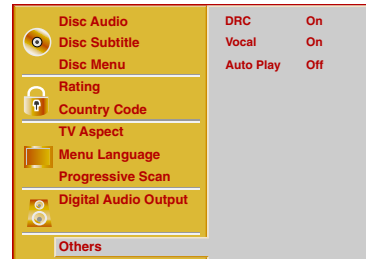 Disc Audio
Disc Subtitle
Disc Menu
Rating
Country Code
TV Aspect
Menu Language
Progressive Scan
Digital Audio Output
Others
DRC On
Vocal On
Auto Play Off